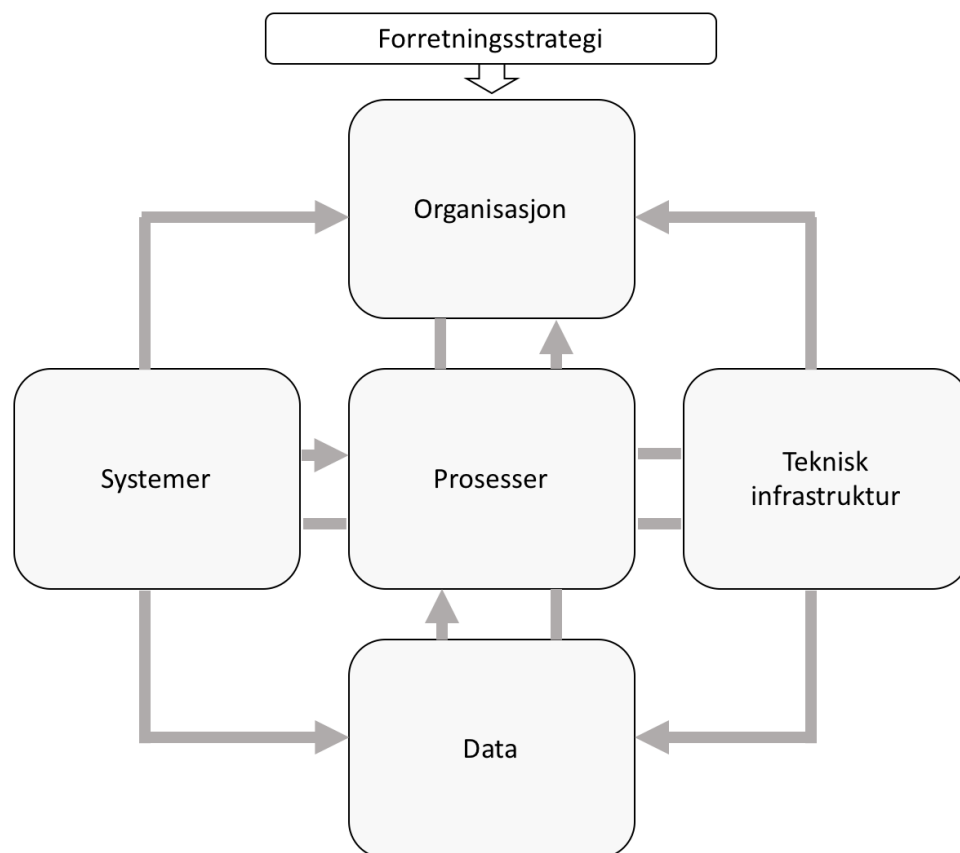 Forretningsstrategi
Organisasjon
Systemer
Prosesser
Teknisk
infrastruktur
Data